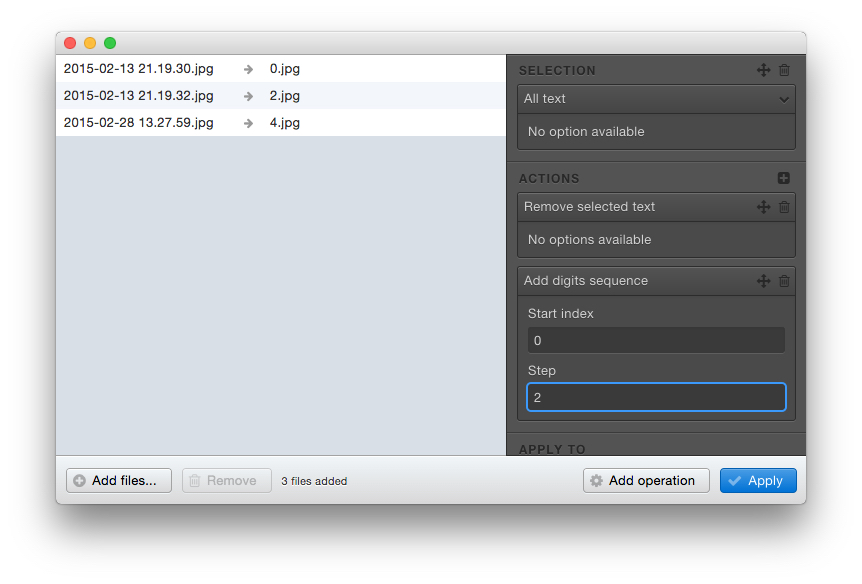 2015-02-13 21.19.30.jpg 0.jpg
2015-02-13 21.19.32.jpg 2.jpg
2015-02-28 13.27.59.jpg 4.jpg
SELECTION
All text
No option available
ACTIONS
Remove selected text
No options available
Add digits sequence
Start index
0
Step
2
APPLY TO
Add files... Remove 3 files added Add operation Apply